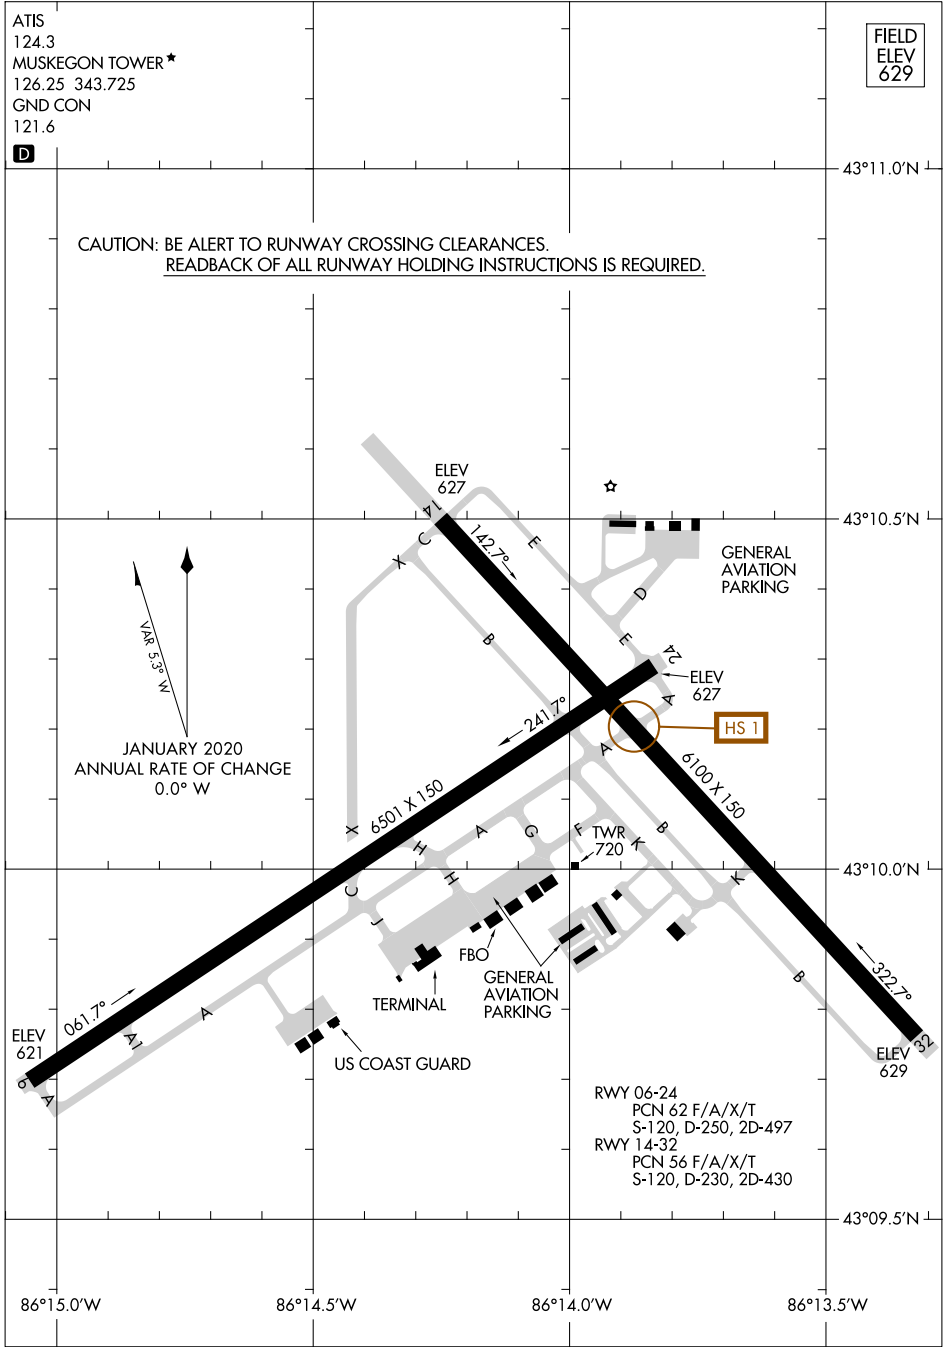 ATIS
124.3
MUSKEGON TOWER★
126.25 343.725
GND CON
121.6
D
FIELD
ELEV
629
43°11.0'N
CAUTION: BE ALERT TO RUNWAY CROSSING CLEARANCES.
READBACK OF ALL RUNWAY HOLDING INSTRUCTIONS IS REQUIRED.
ELEV
627
14
C
X
142.7°
E
43°10.5'N
GENERAL
AVIATION
PARKING
D
E
B
VAR 5.3° W
24
ELEV
627
A
HS 1
A
241.7°
JANUARY 2020
ANNUAL RATE OF CHANGE
0.0° W
6501 X 150
6100 X 150
X
H
A
G
F
K
B
TWR
720
43°10.0'N
H
C
J
K
FBO
GENERAL
AVIATION
PARKING
TERMINAL
B
322.7°
061.7°
A
A1
ELEV
621
6
A
US COAST GUARD
32
ELEV
629
RWY 06-24
PCN 62 F/A/X/T
S-120, D-250, 2D-497
RWY 14-32
PCN 56 F/A/X/T
S-120, D-230, 2D-430
43°09.5'N
86°15.0'W
86°14.5'W
86°14.0'W
86°13.5'W